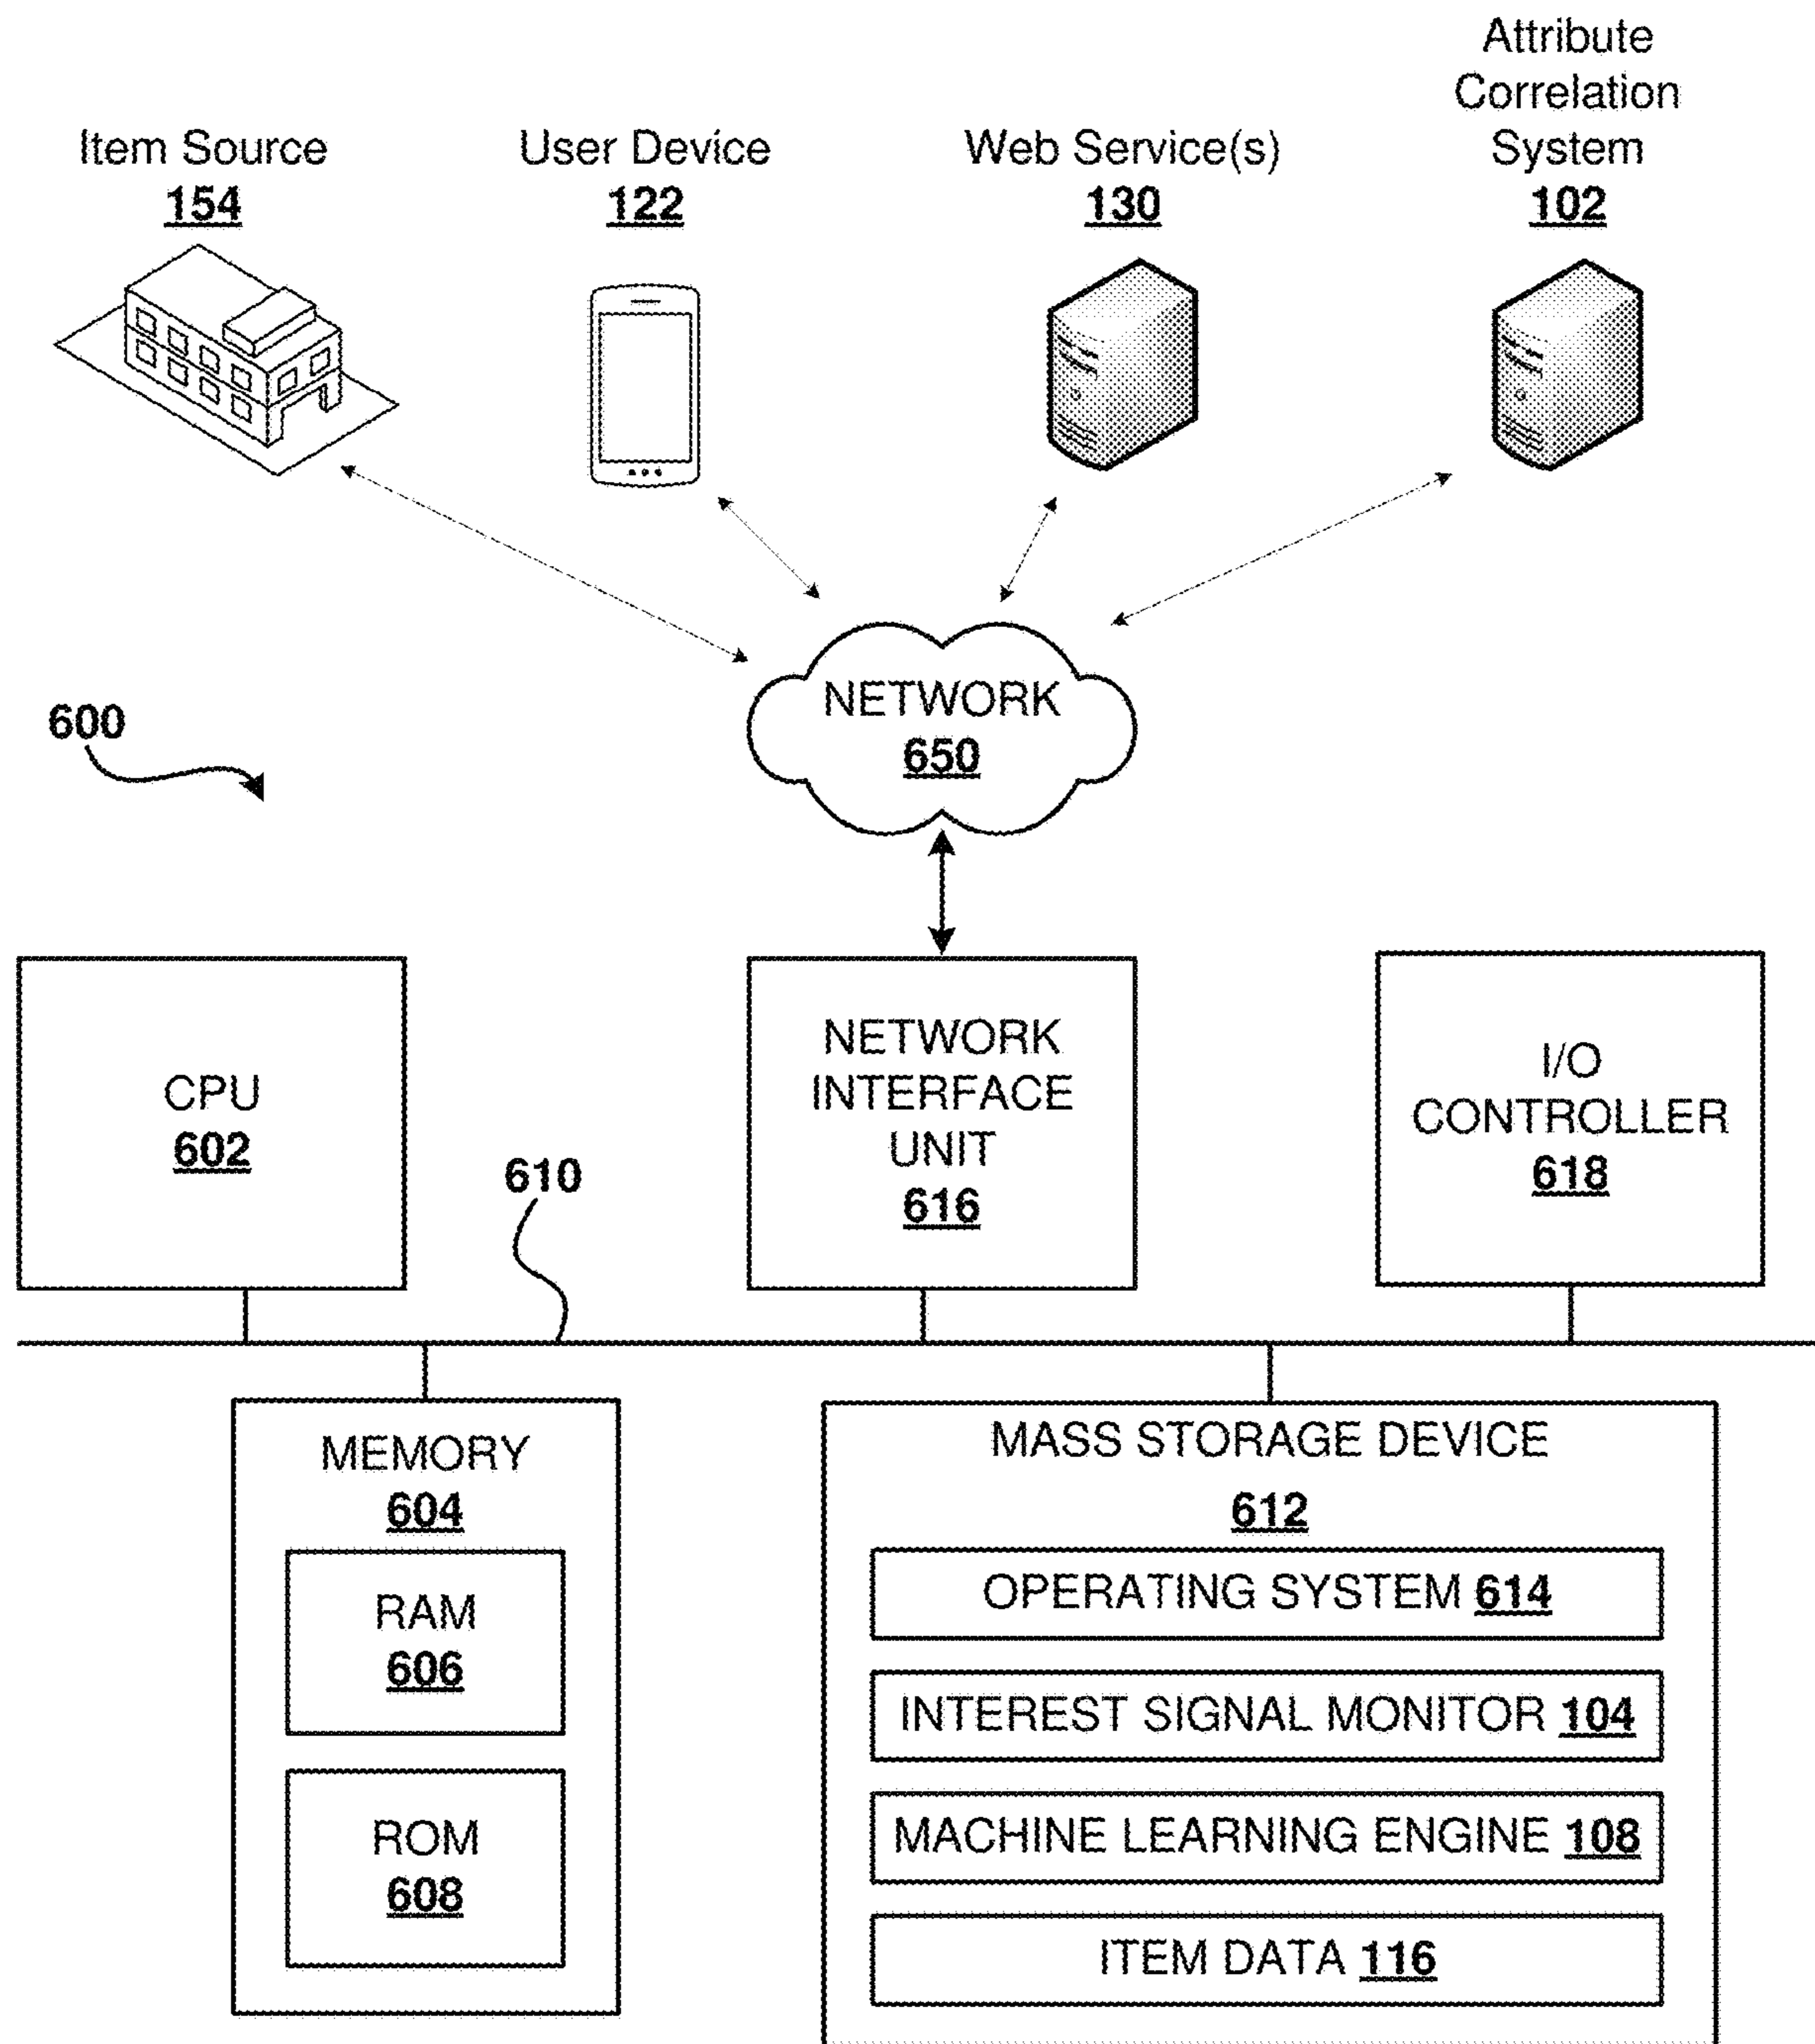 Attribute
Correlation
System
102
Item Source
154
User Device
122
Web Service(s)
130
NETWORK
650
600
CPU
602
NETWORK
INTERFACE
UNIT
616
I/O
CONTROLLER
618
610
MEMORY
604
RAM
606
ROM
608
MASS STORAGE DEVICE
612
OPERATING SYSTEM 614
INTEREST SIGNAL MONITOR 104
MACHINE LEARNING ENGINE 108
ITEM DATA 116